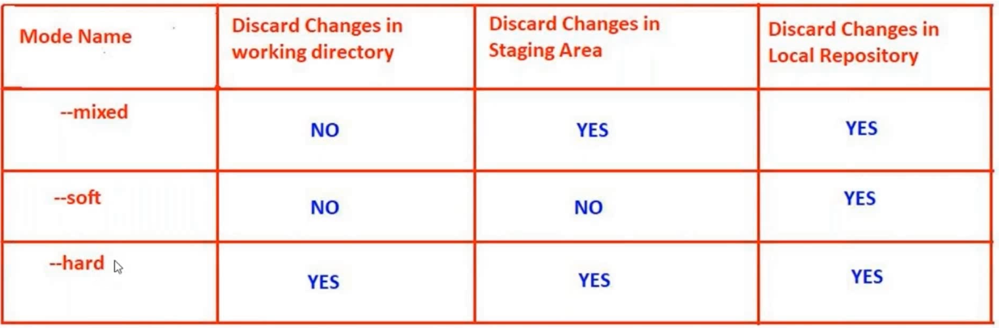 Mode Name
Discard Changes in
working directory
Discard Changes in
Staging Area
Discard Changes in
Local Repository
--mixed
NO
YES
YES
--soft
NO
NO
YES
--hard
YES
YES
YES